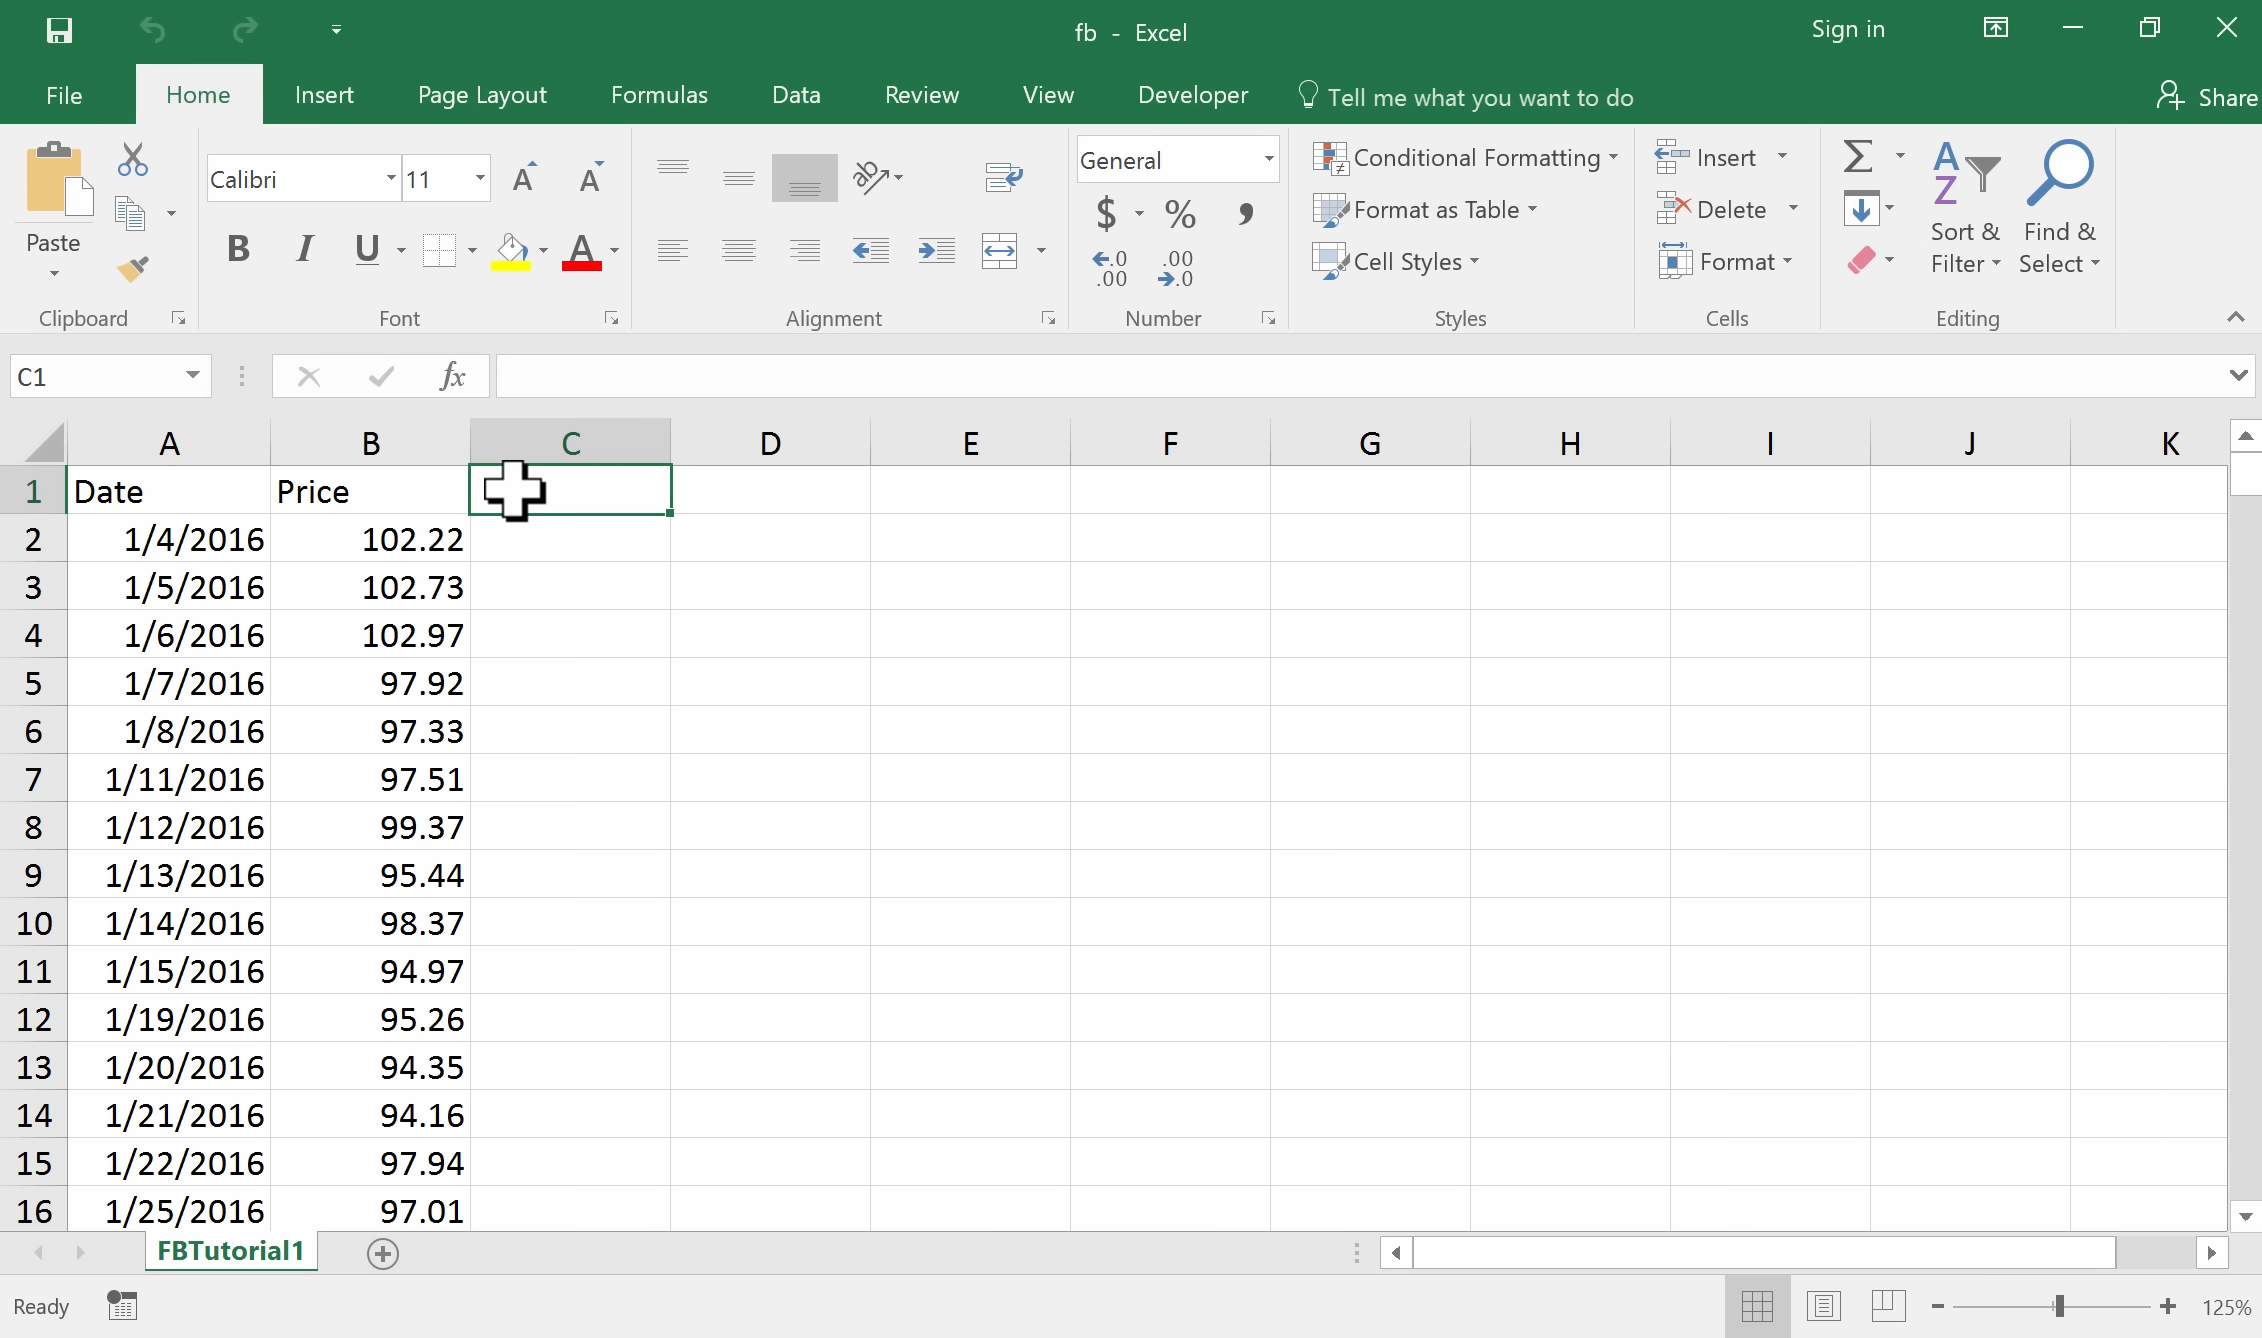 fb - Excel
Sign in
File Home Insert Page Layout Formulas Data Review View Developer Tell me what you want to do Share
Paste
Clipboard
Calibri 11
B I U A
Font
Alignment
General
$ % ,
Number
Conditional Formatting
Format as Table
Cell Styles
Styles
Insert
Delete
Format
Cells
Sort & Filter
Find & Select
Editing
C1 fx
A B C D E F G H I J K
1 Date Price
2 1/4/2016 102.22
3 1/5/2016 102.73
4 1/6/2016 102.97
5 1/7/2016 97.92
6 1/8/2016 97.33
7 1/11/2016 97.51
8 1/12/2016 99.37
9 1/13/2016 95.44
10 1/14/2016 98.37
11 1/15/2016 94.97
12 1/19/2016 95.26
13 1/20/2016 94.35
14 1/21/2016 94.16
15 1/22/2016 97.94
16 1/25/2016 97.01
FBTutorial1
Ready 125%